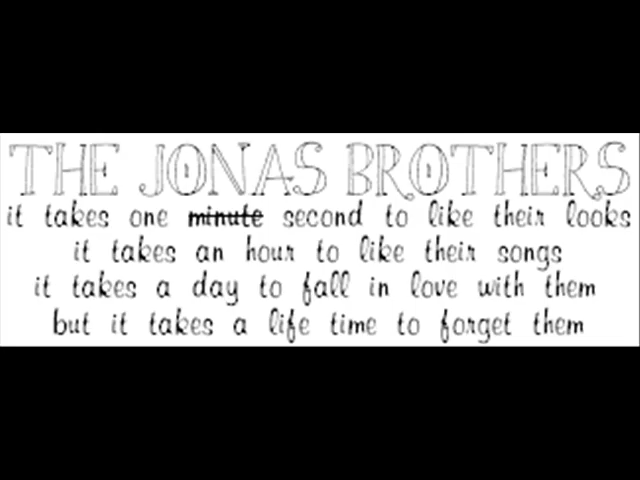 THE JONAS BROTHERS
it takes one minute second to like their looks
it takes an hour to like their songs
it takes a day to fall in love with them
but it takes a life time to forget them